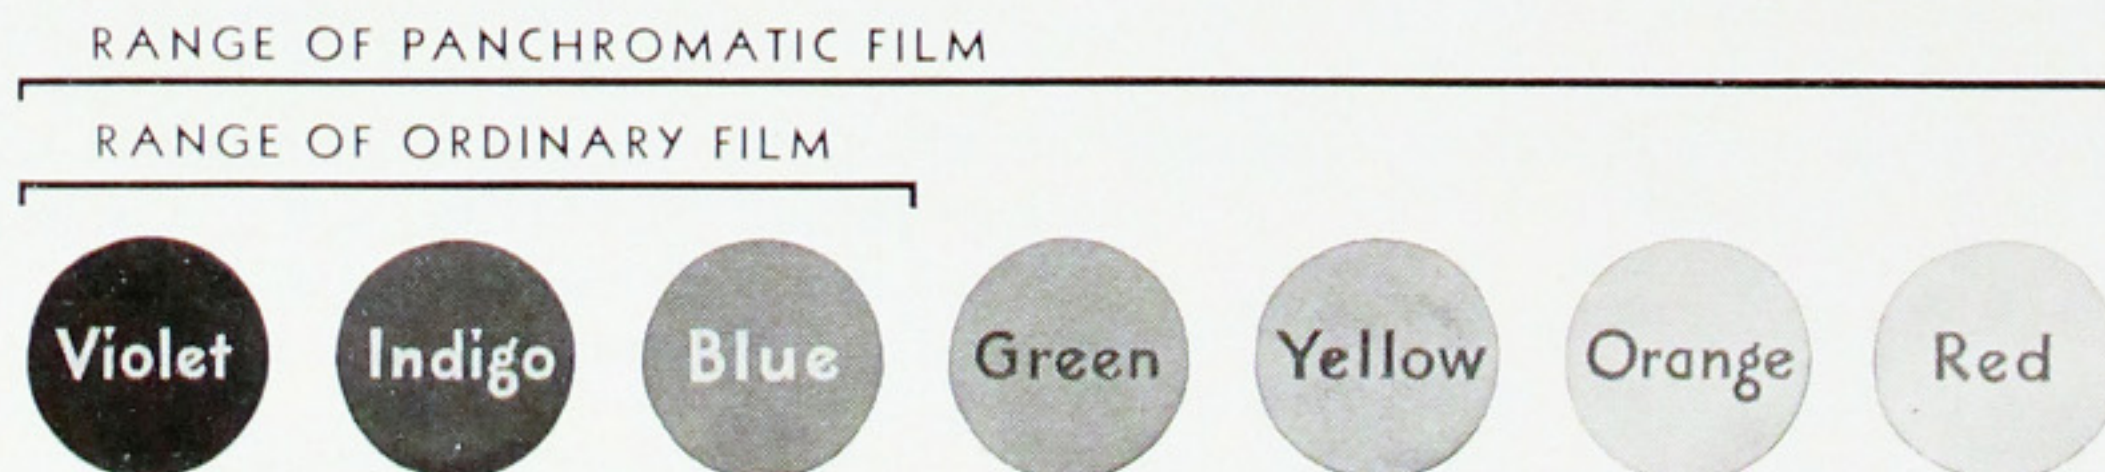 RANGE OF PANCHROMATIC FILM
RANGE OF ORDINARY FILM
Violet Indigo Blue Green Yellow Orange Red